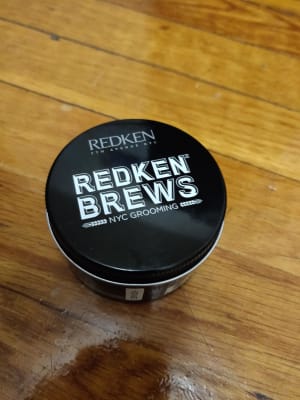 REDKEN
5TH AVENUE NYC
REDKEN
BREWS
NYC GROOMING